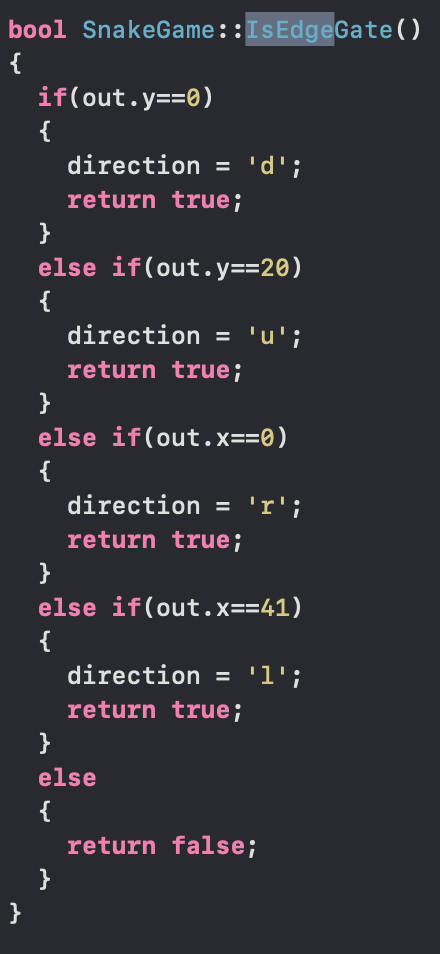 bool SnakeGame::IsEdgeGate()
{
  if(out.y==0)
  {
    direction = 'd';
    return true;
  }
  else if(out.y==20)
  {
    direction = 'u';
    return true;
  }
  else if(out.x==0)
  {
    direction = 'r';
    return true;
  }
  else if(out.x==41)
  {
    direction = 'l';
    return true;
  }
  else
  {
    return false;
  }
}